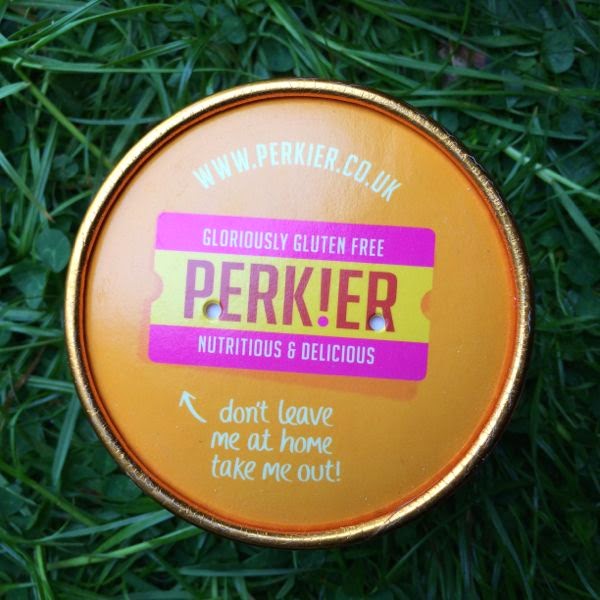 WWW.PERKIER.CO.UK
GLORIOUSLY GLUTEN FREE
PERK!ER
NUTRITIOUS & DELICIOUS
don't leave
me at home
take me out!